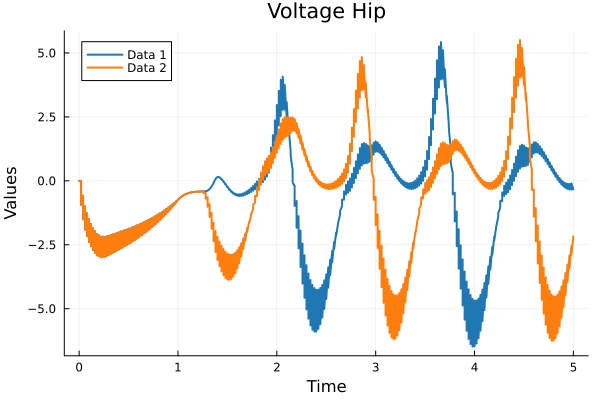 Voltage Hip
Data 1
Data 2
5.0
2.5
0.0
−2.5
−5.0
Values
0 1 2 3 4 5
Time